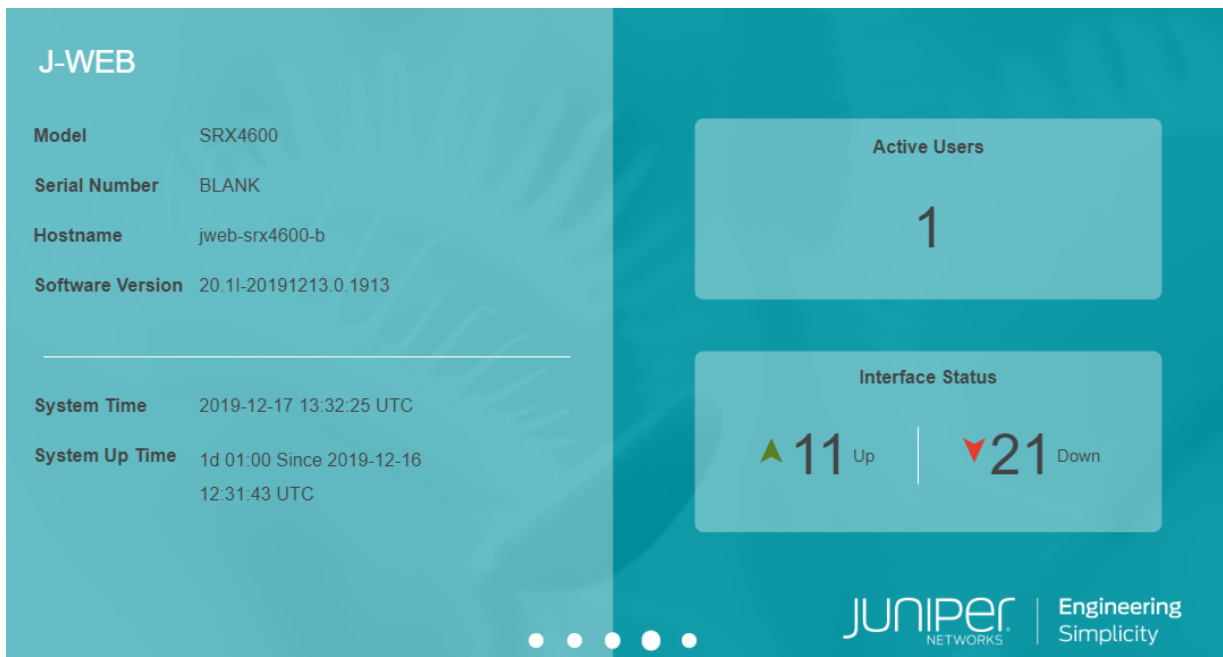 J-WEB
Model SRX4600
Serial Number BLANK
Hostname jweb-srx4600-b
Software Version 20.1I-20191213.0.1913
System Time 2019-12-17 13:32:25 UTC
System Up Time 1d 01:00 Since 2019-12-16
12:31:43 UTC
Active Users
1
Interface Status
11 Up 21 Down
JUNIPER NETWORKS
Engineering
Simplicity